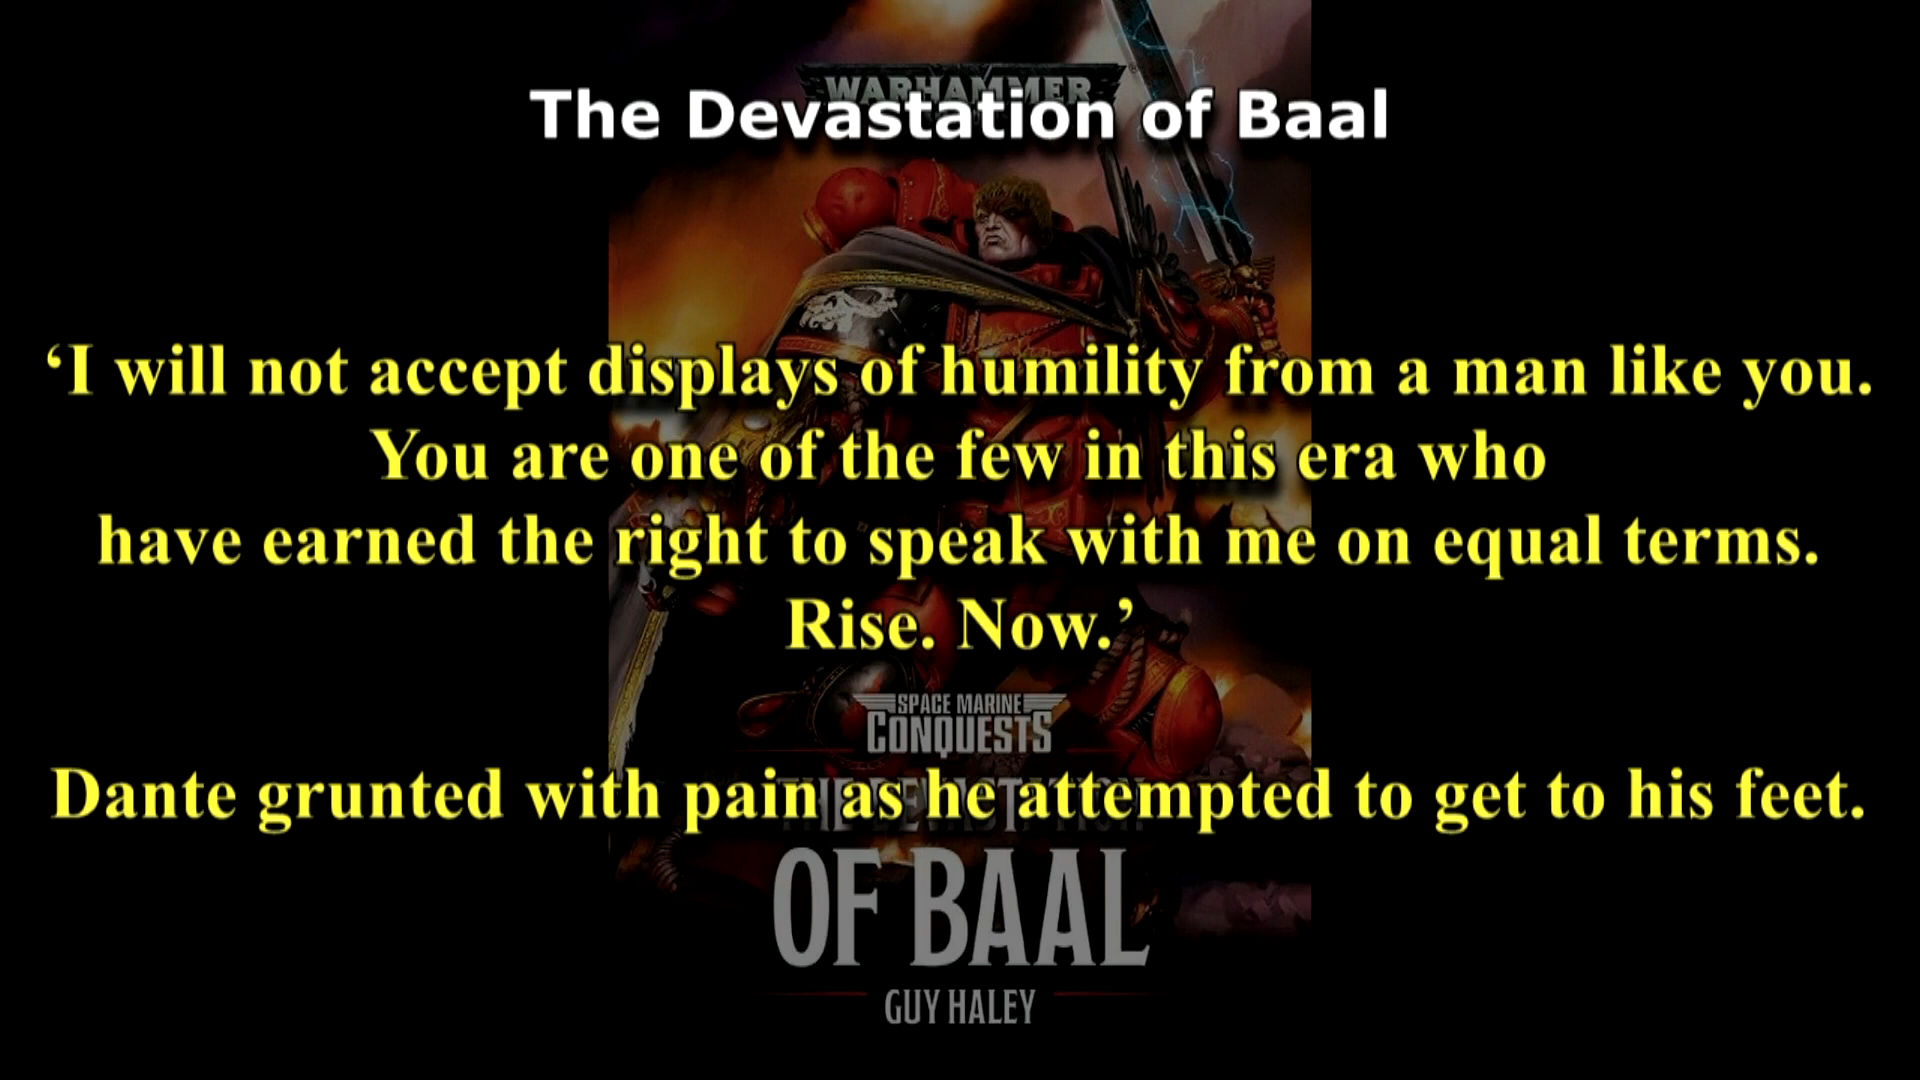 WARHAMMER
The Devastation of Baal
‘I will not accept displays of humility from a man like you.
You are one of the few in this era who
have earned the right to speak with me on equal terms.
Rise. Now.’
SPACE MARINE
CONQUESTS
Dante grunted with pain as he attempted to get to his feet.
THE DEVASTATION
OF BAAL
GUY HALEY